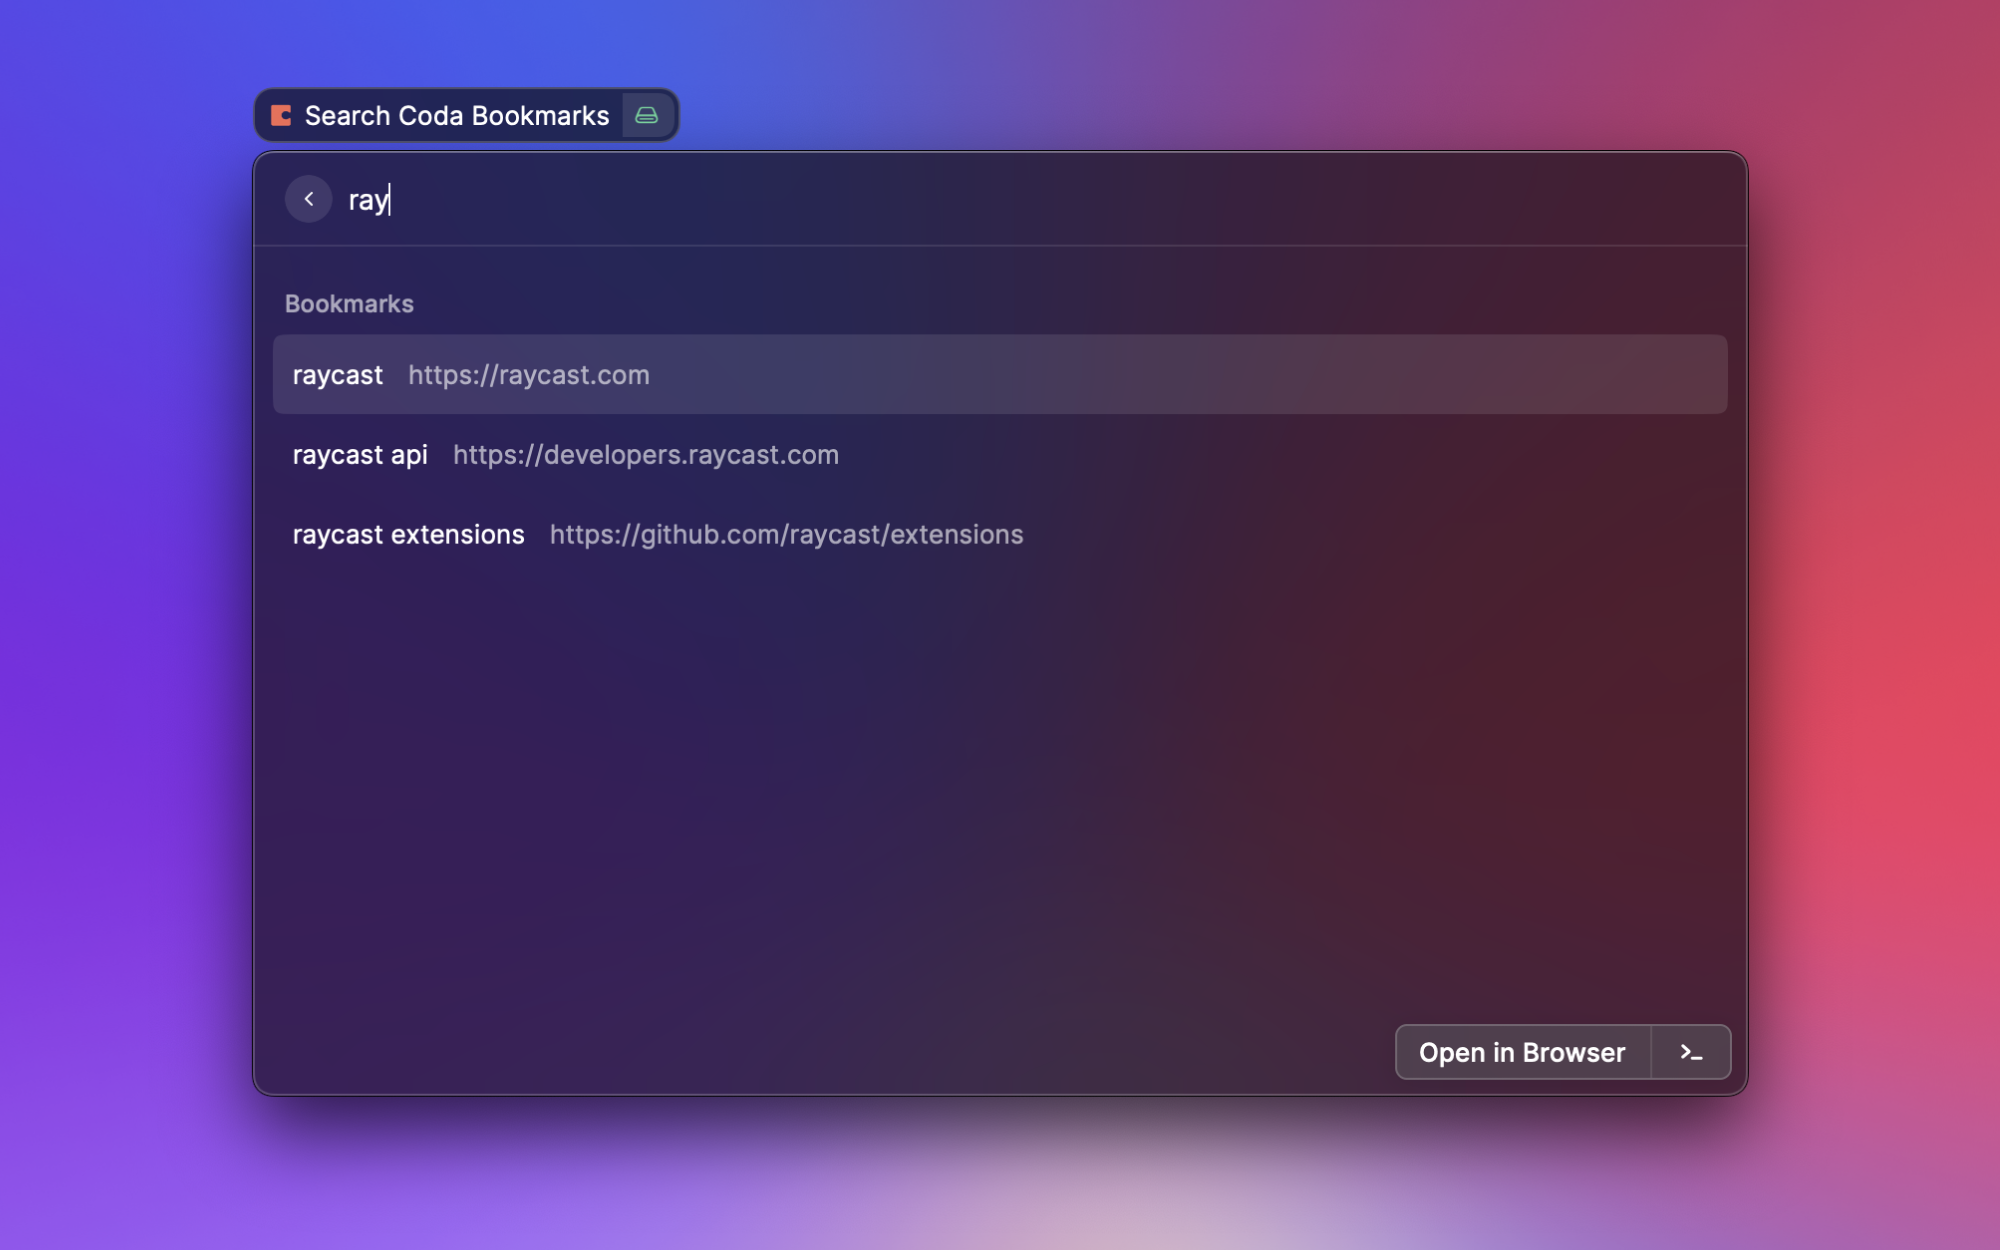 Search Coda Bookmarks
ray
Bookmarks
raycast https://raycast.com
raycast api https://developers.raycast.com
raycast extensions https://github.com/raycast/extensions
Open in Browser >_